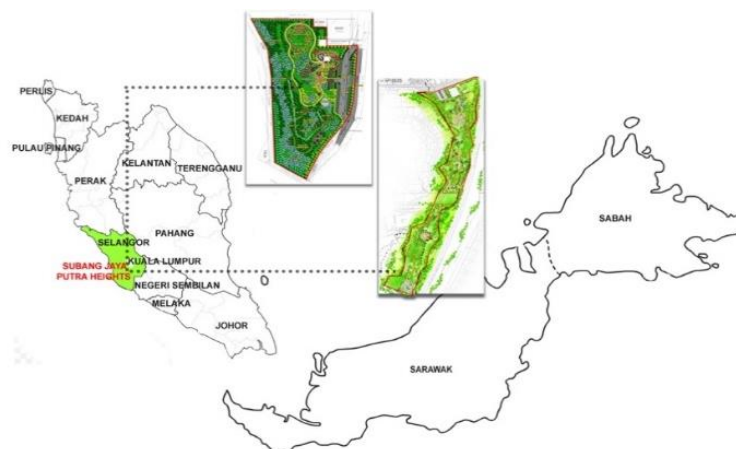 PERLIS
KEDAH
PULAU PINANG
KELANTAN
TERENGGANU
PERAK
PAHANG
SELANGOR
KUALA LUMPUR
SUBANG JAYA
PUTRA HEIGHTS
NEGERI SEMBILAN
MELAKA
JOHOR
SABAH
SARAWAK